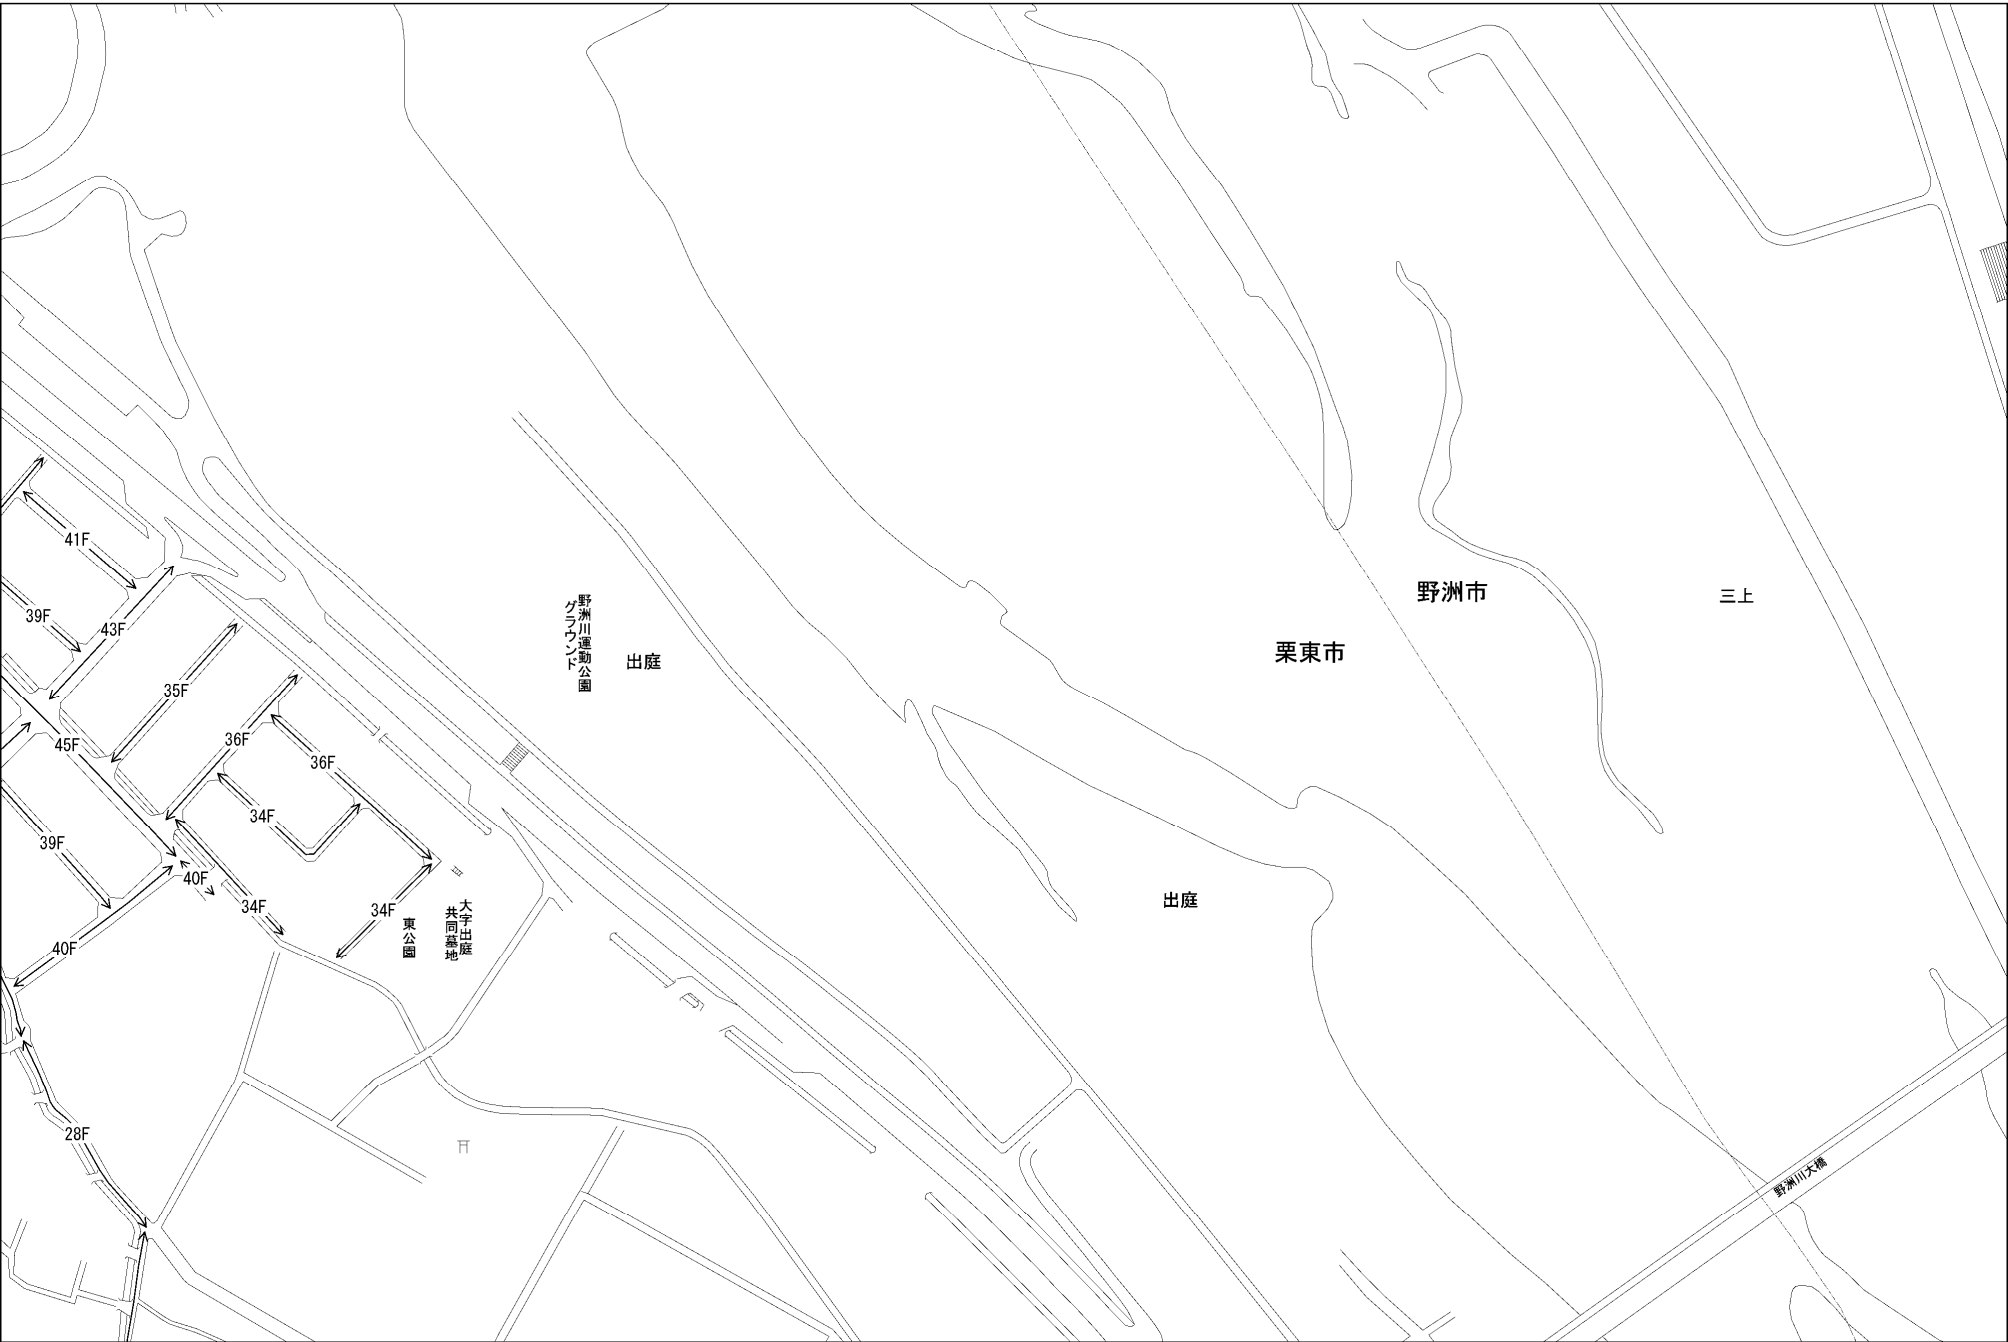 41F
39F
43F
35F
45F
36F
36F
34F
39F
40F
34F
34F
40F
28F
野洲川運動公園
グラウンド
出庭
野洲市
栗東市
三上
出庭
大字出庭
共同墓地
東公園
野洲川大橋